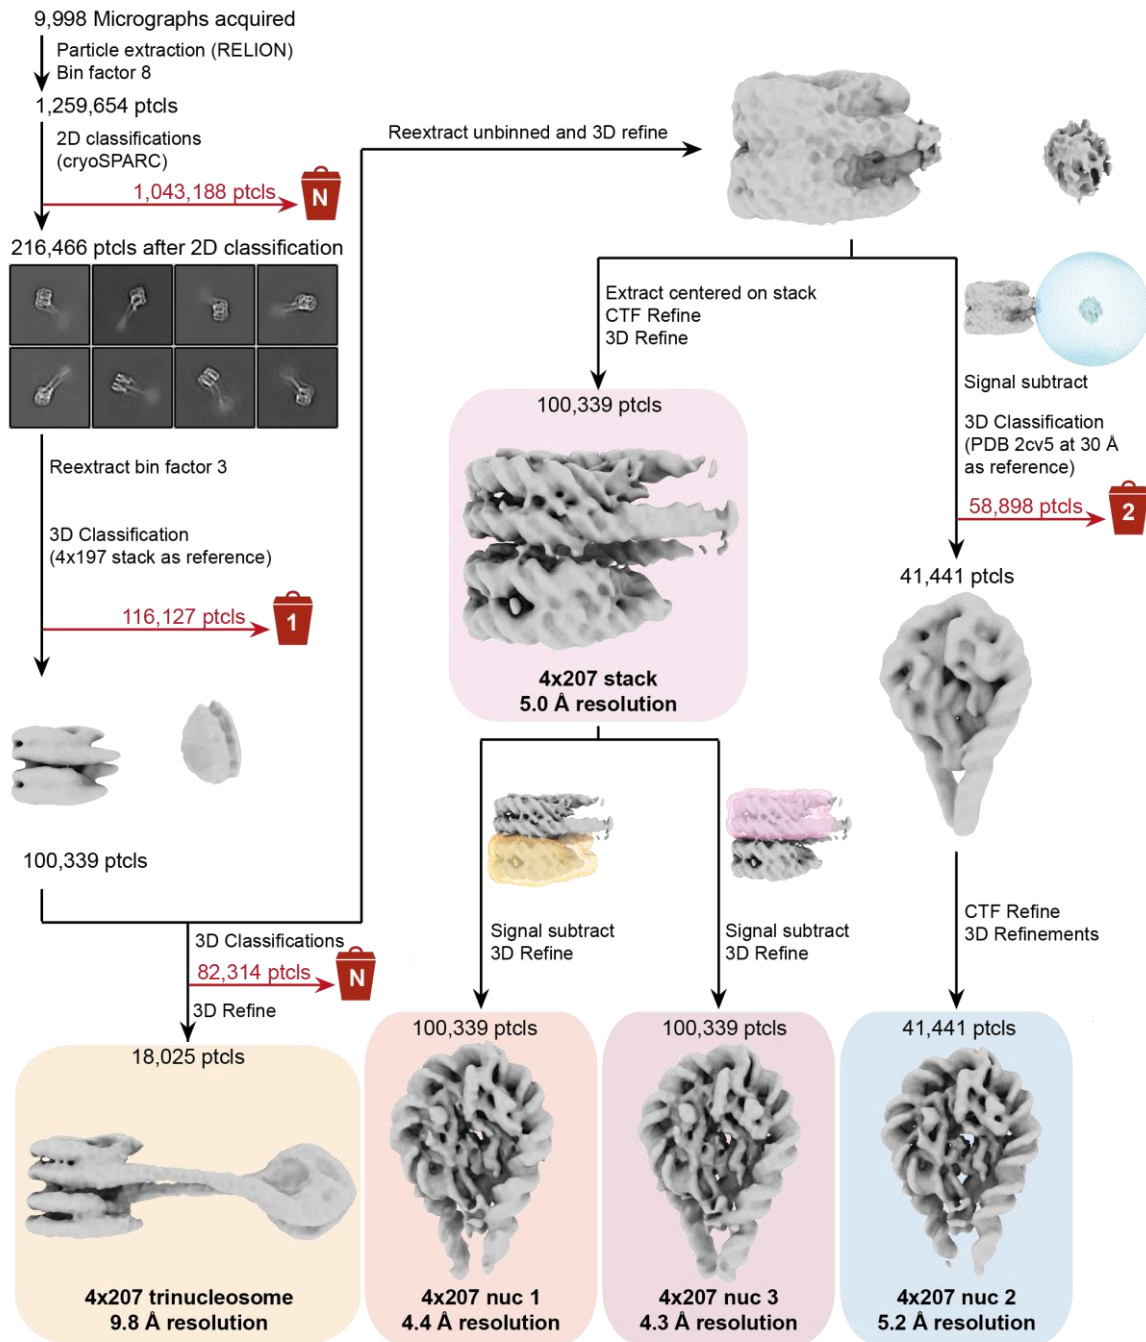 9,998 Micrographs acquired
Particle extraction (RELION)
Bin factor 8
1,259,654 ptcls
2D classifications
(cryoSPARC)
1,043,188 ptcls
N
216,466 ptcls after 2D classification
Reextract bin factor 3
3D Classification
(4x197 stack as reference)
116,127 ptcls
1
100,339 ptcls
3D Classifications
82,314 ptcls
N
3D Refine
18,025 ptcls
4x207 trinucleosome
9.8 Å resolution
Reextract unbinned and 3D refine
Extract centered on stack
CTF Refine
3D Refine
100,339 ptcls
4x207 stack
5.0 Å resolution
Signal subtract
3D Refine
100,339 ptcls
4x207 nuc 1
4.4 Å resolution
Signal subtract
3D Refine
100,339 ptcls
4x207 nuc 3
4.3 Å resolution
Signal subtract
3D Classification
(PDB 2cv5 at 30 Å
as reference)
58,898 ptcls
2
41,441 ptcls
CTF Refine
3D Refinements
41,441 ptcls
4x207 nuc 2
5.2 Å resolution